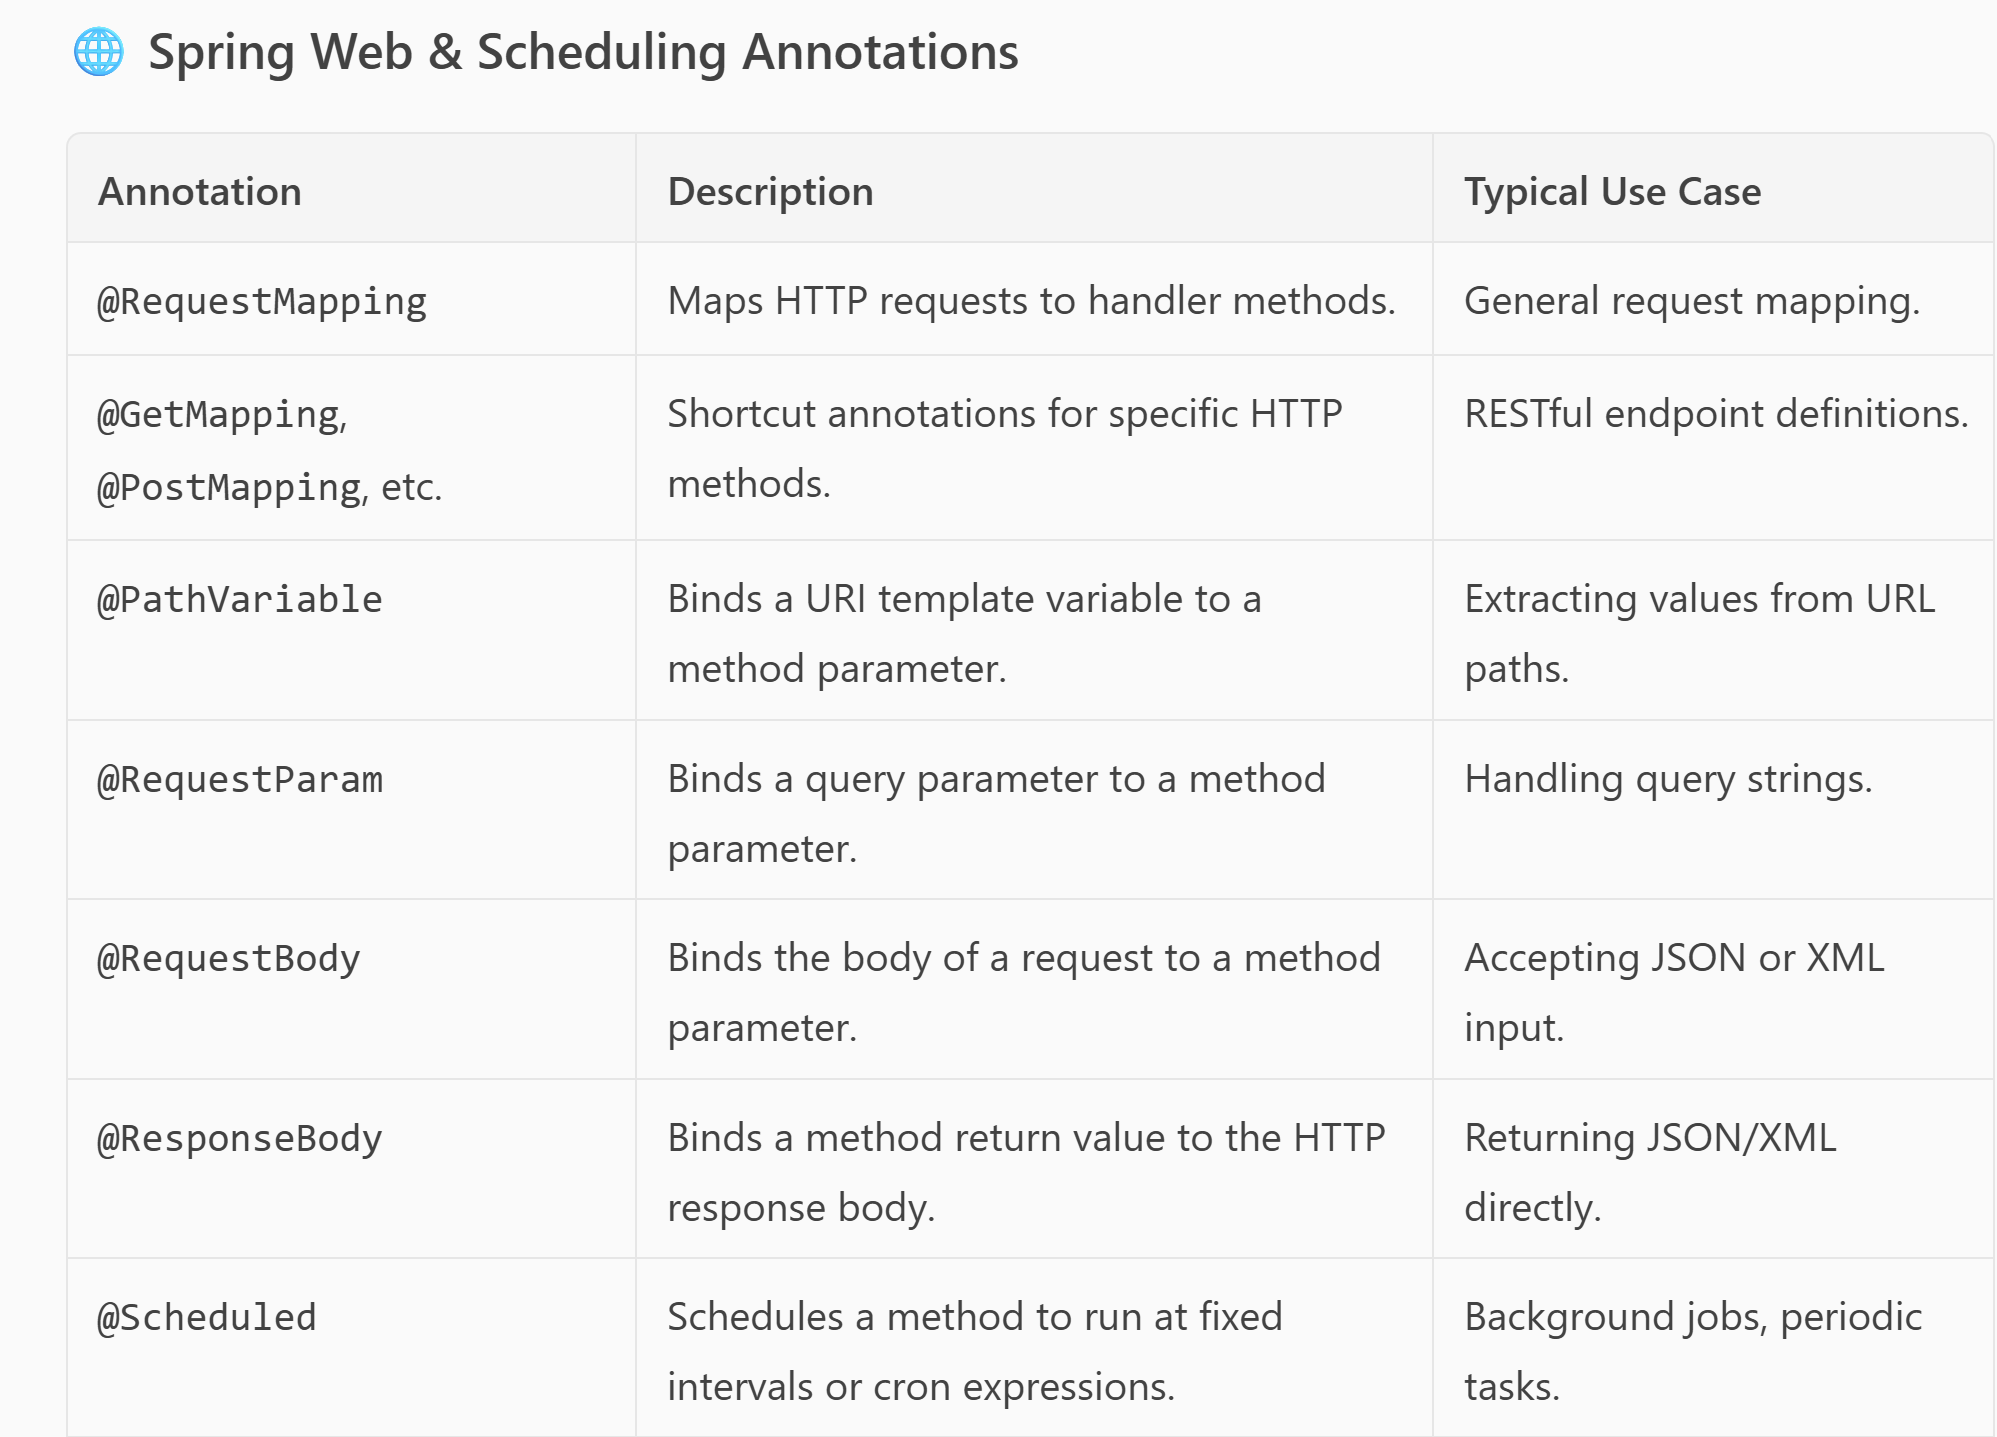 🌐 Spring Web & Scheduling Annotations
Annotation Description Typical Use Case
@RequestMapping Maps HTTP requests to handler methods. General request mapping.
@GetMapping, Shortcut annotations for specific HTTP RESTful endpoint definitions.
@PostMapping, etc. methods.
@PathVariable Binds a URI template variable to a Extracting values from URL
method parameter. paths.
@RequestParam Binds a query parameter to a method Handling query strings.
parameter.
@RequestBody Binds the body of a request to a method Accepting JSON or XML
parameter. input.
@ResponseBody Binds a method return value to the HTTP Returning JSON/XML
response body. directly.
@Scheduled Schedules a method to run at fixed Background jobs, periodic
intervals or cron expressions. tasks.